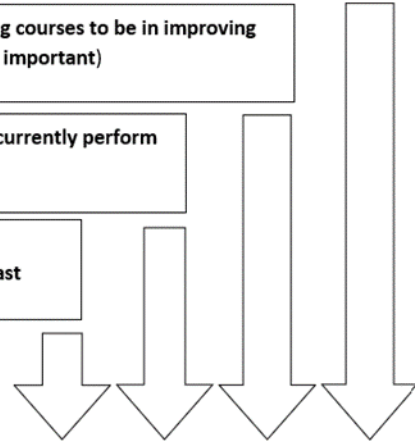 g courses to be in improving
important)
currently perform
ast